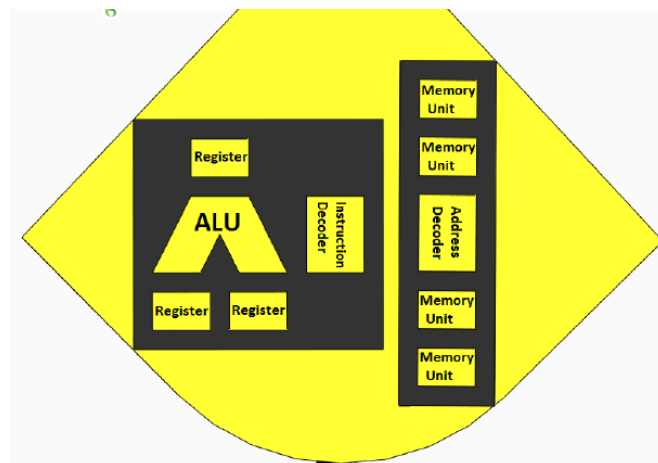 Register
ALU
Instruction
Decoder
Register
Register
Memory
Unit
Memory
Unit
Address
Decoder
Memory
Unit
Memory
Unit